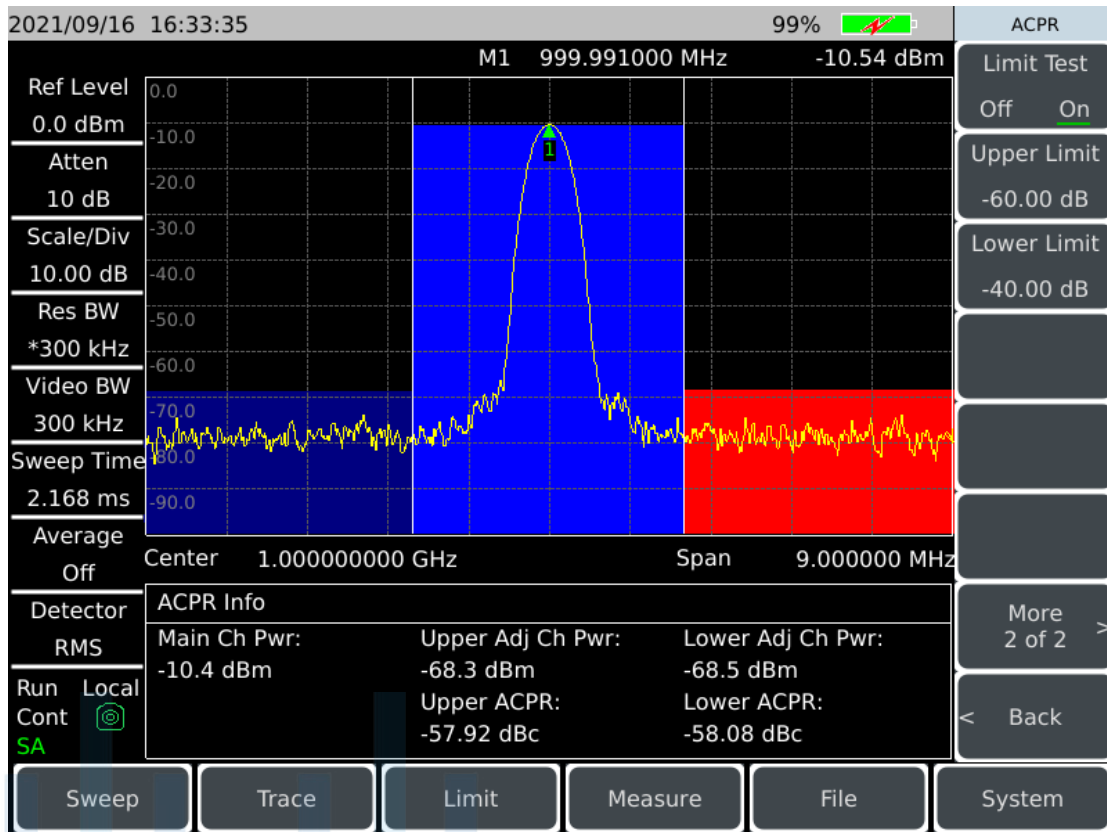 2021/09/16 16:33:35 99% ACPR
M1 999.991000 MHz -10.54 dBm
Ref Level
0.0 dBm
Atten
10 dB
Scale/Div
10.00 dB
Res BW
*300 kHz
Video BW
300 kHz
Sweep Time
2.168 ms
Average
Off
Detector
RMS
Run Local
Cont
SA
0.0
-10.0
-20.0
-30.0
-40.0
-50.0
-60.0
-70.0
-80.0
-90.0
1
Center 1.000000000 GHz Span 9.000000 MHz
ACPR Info
Main Ch Pwr: Upper Adj Ch Pwr: Lower Adj Ch Pwr:
-10.4 dBm -68.3 dBm -68.5 dBm
Upper ACPR: Lower ACPR:
-57.92 dBc -58.08 dBc
Limit Test
Off On
Upper Limit
-60.00 dB
Lower Limit
-40.00 dB
More >
2 of 2
< Back
Sweep Trace Limit Measure File System